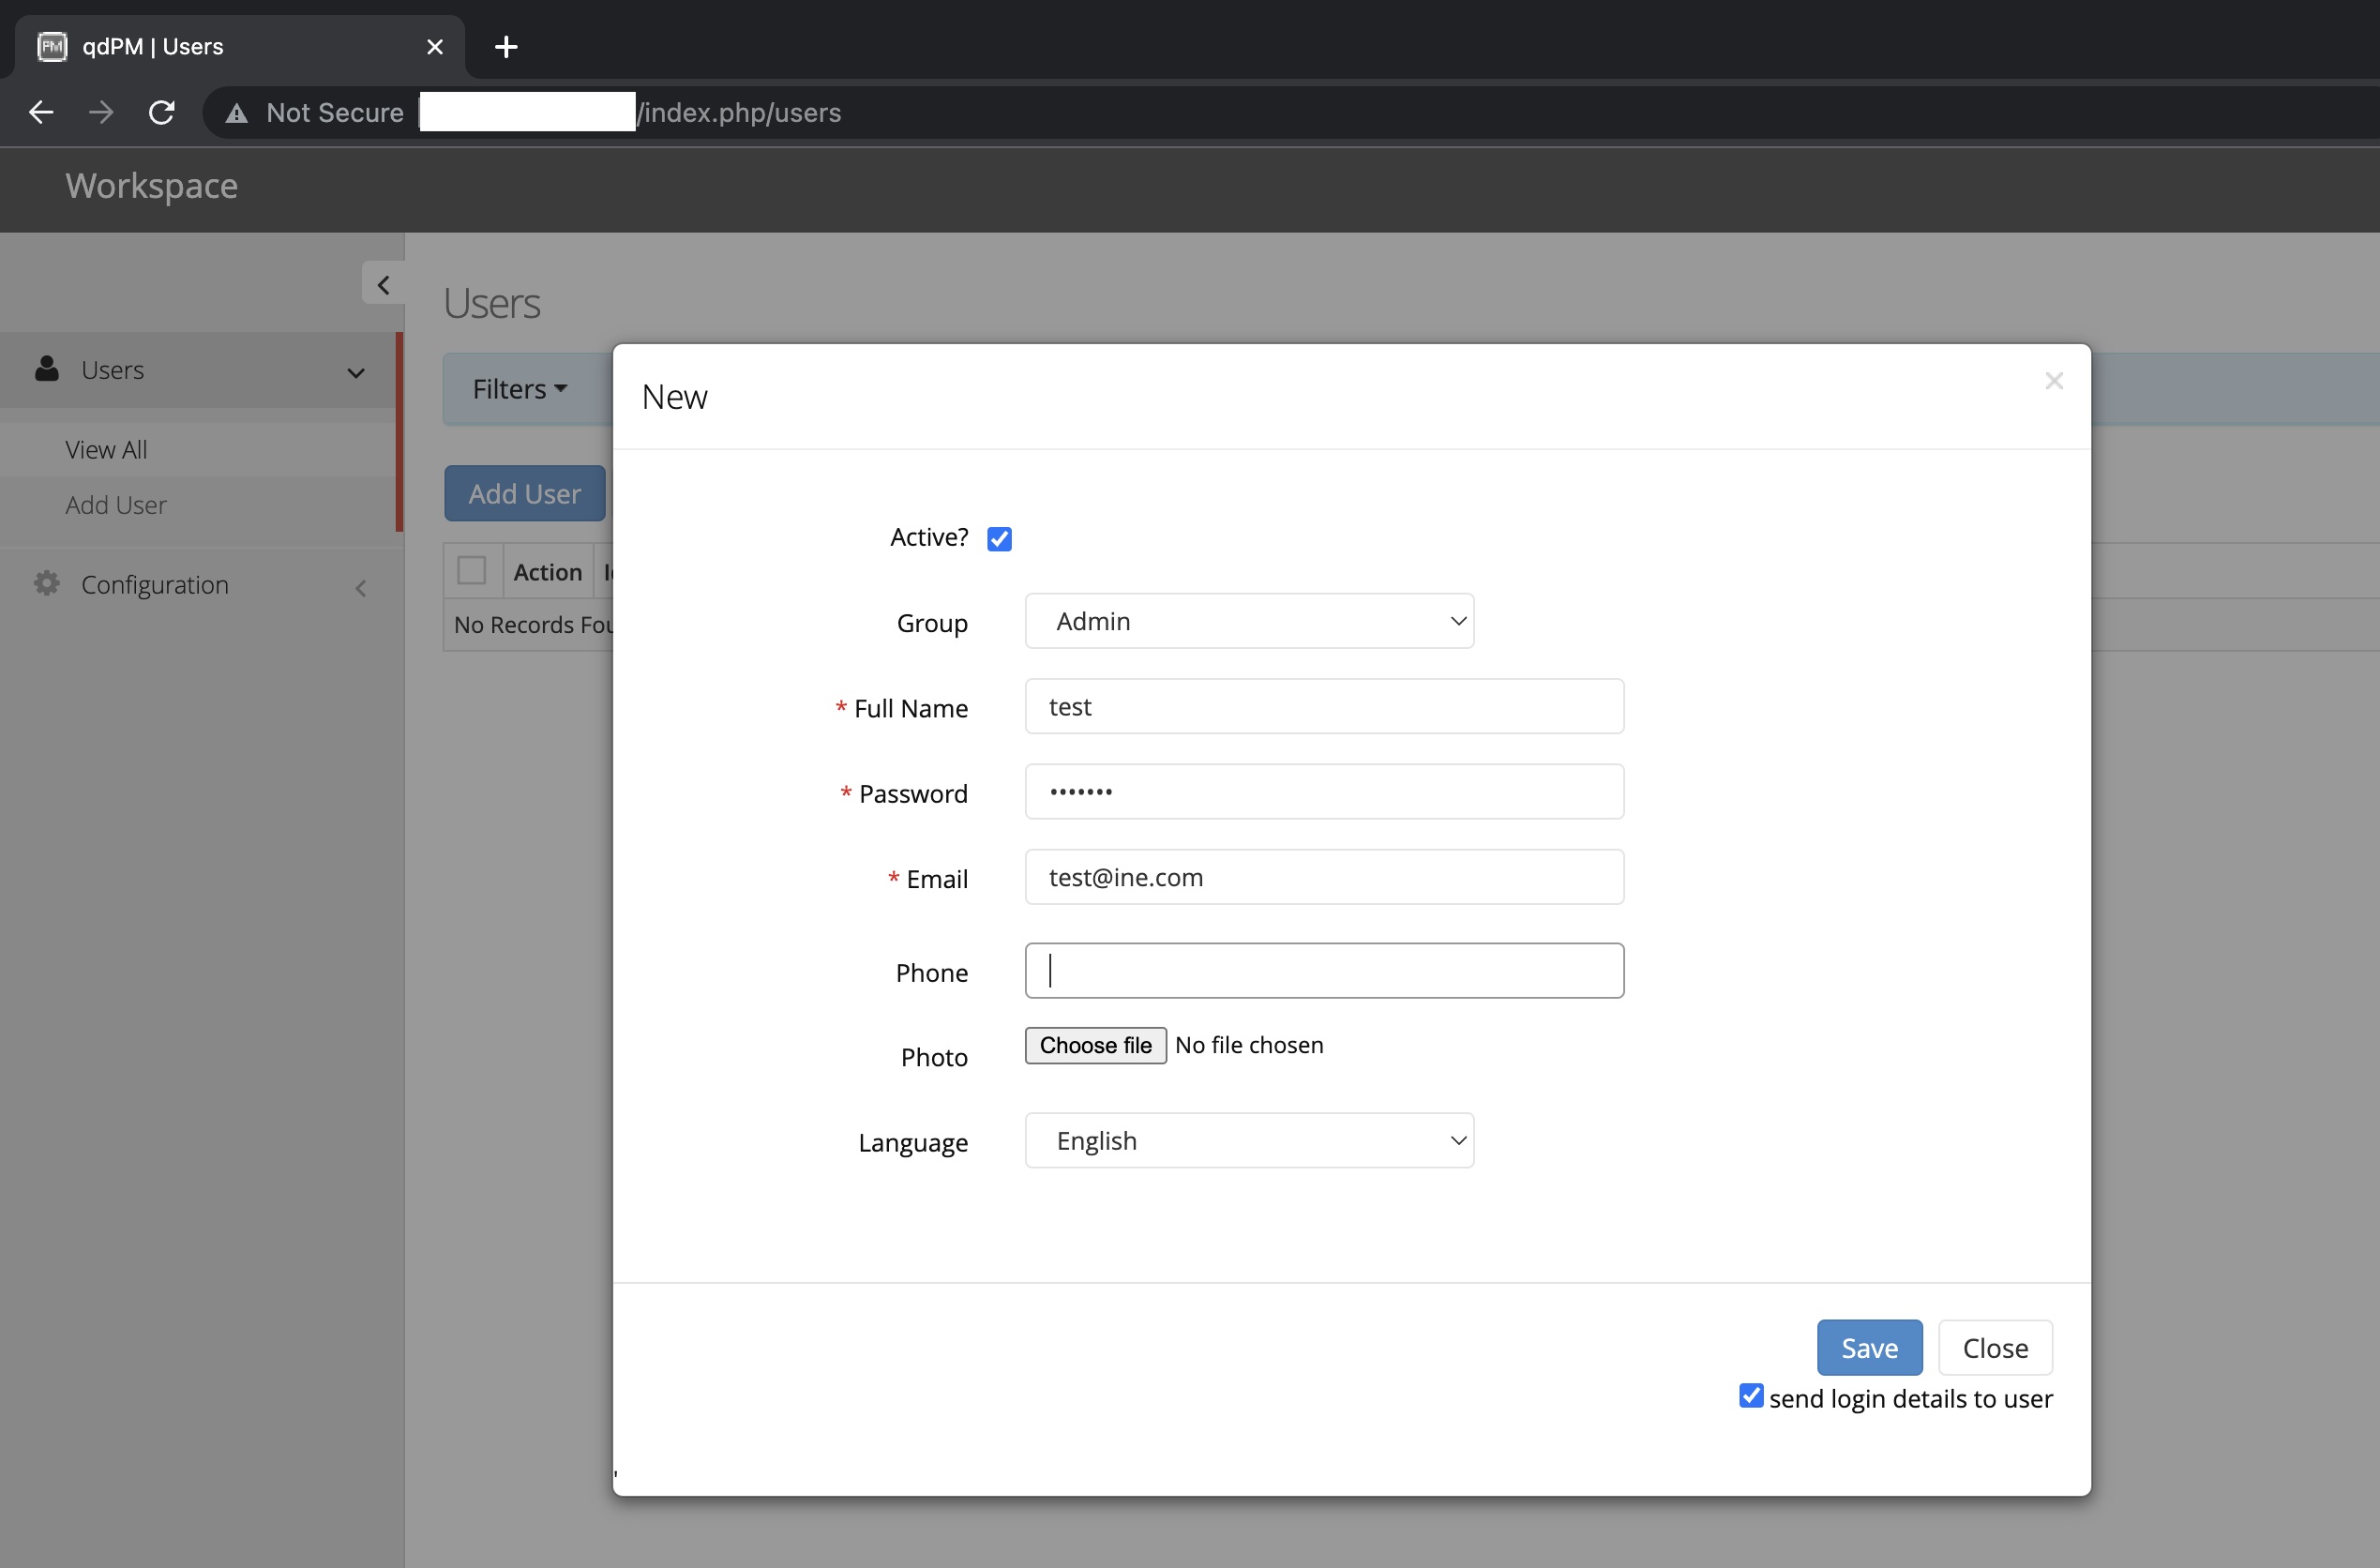 qdPM | Users
Not Secure
/index.php/users
Workspace
Users
View All
Add User
Configuration
Users
Filters
Add User
Action
No Records
New
Active?
Group
Admin
* Full Name
test
* Password
•••••••
* Email
test@ine.com
Phone
Photo
Choose file No file chosen
Language
English
Save
Close
send login details to user
'